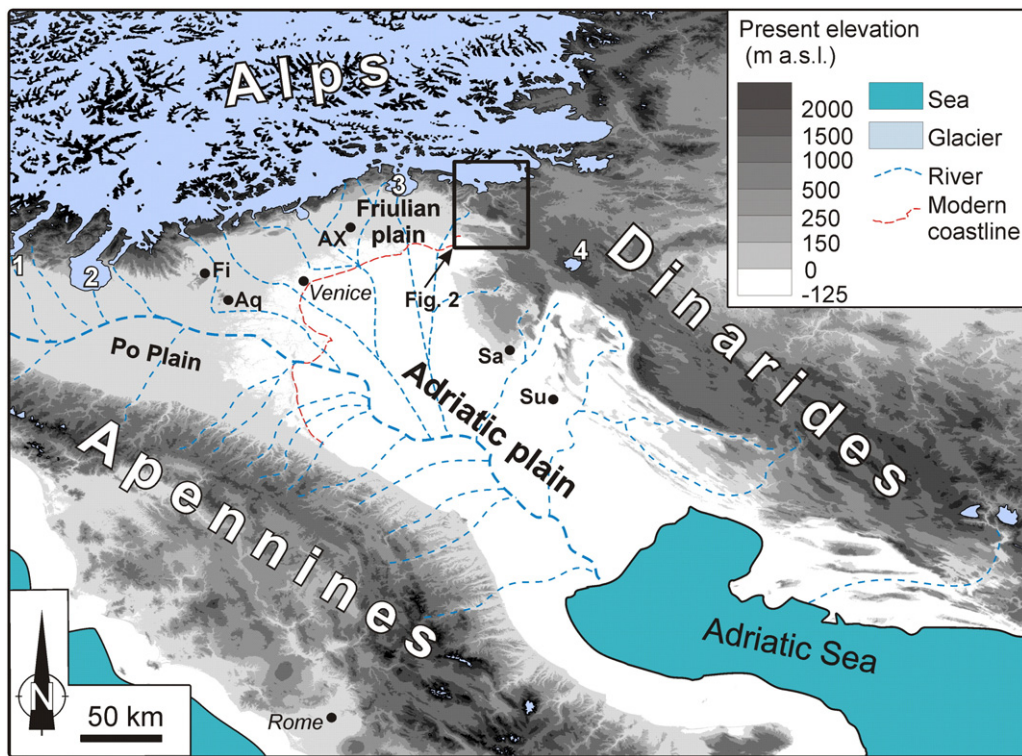 Alps
Present elevation
(m a.s.l.)
2000
1500
1000
500
250
150
0
-125
Sea
Glacier
River
Modern
coastline
3
Friulian
plain
AX
1
2
Fi
Aq
Venice
Fig. 2
4
Dinarides
Po Plain
Sa
Su
Adriatic plain
Apennines
Adriatic Sea
N
50 km
Rome